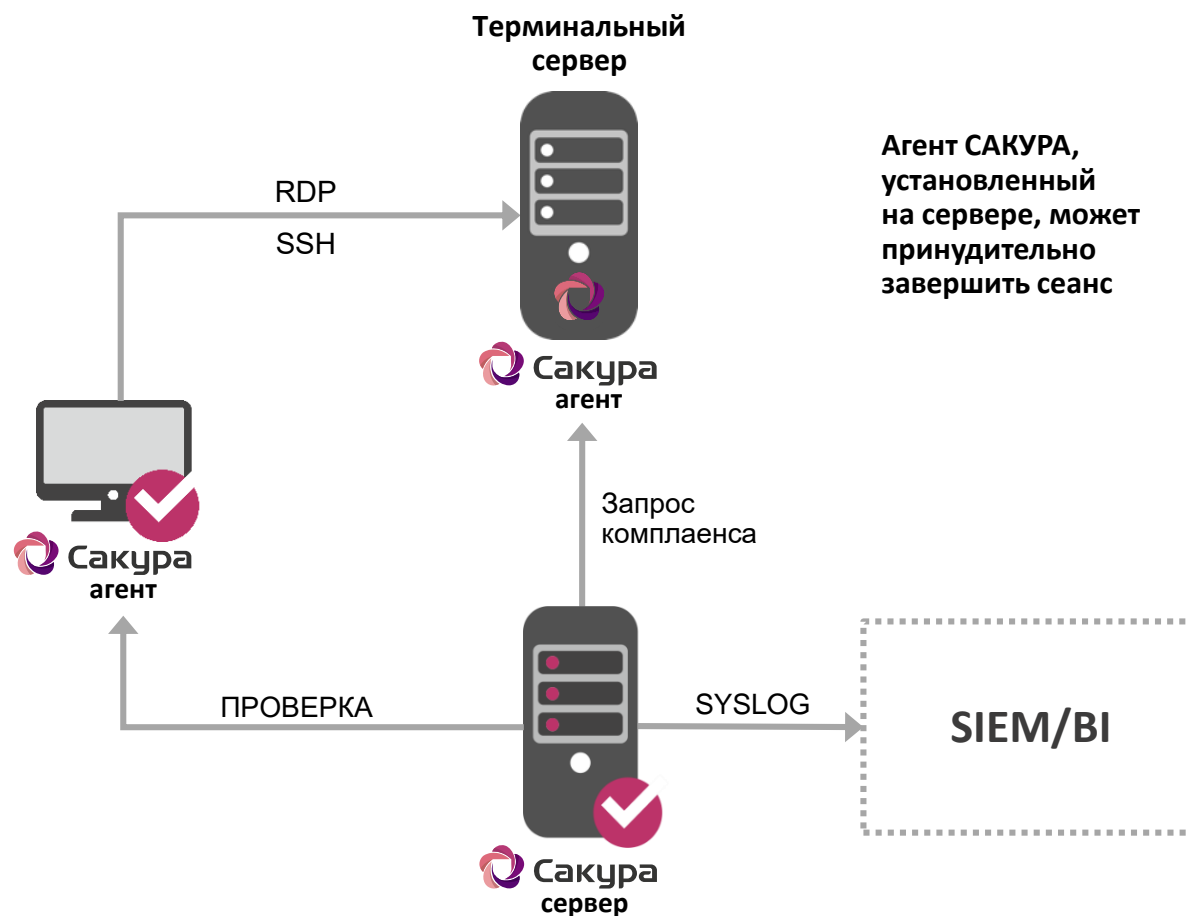 Терминальный
сервер
Агент САКУРА,
установленный
на сервере, может
принудительно
завершить сеанс
RDP
SSH
Сакура
агент
Запрос
комплаенса
Сакура
агент
ПРОВЕРКА
SYSLOG
SIEM/BI
Сакура
сервер